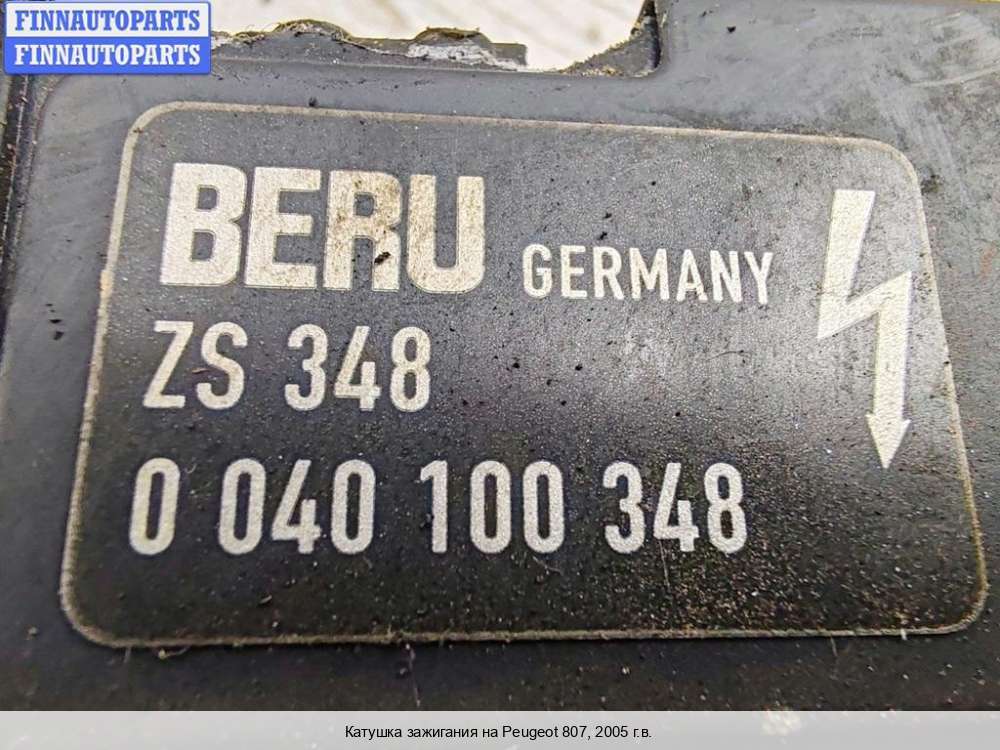 FINNAUTOPARTS
FINNAUTOPARTS
BERU GERMANY
ZS 348
0 040 100 348
Катушка зажигания на Peugeot 807, 2005 г.в.